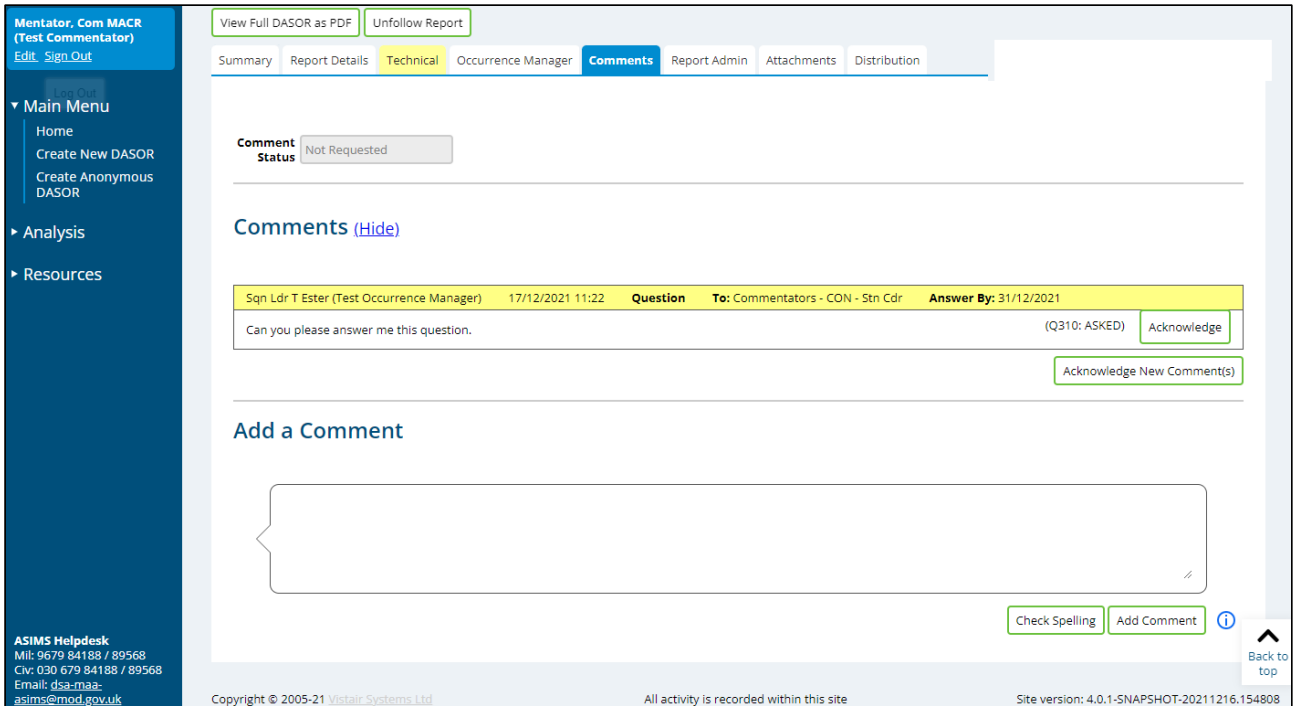 Mentator, Com MACR
(Test Commentator)
Edit Sign Out
Log Out
Main Menu
Home
Create New DASOR
Create Anonymous
DASOR
Analysis
Resources
ASIMS Helpdesk
Mil: 9679 84188 / 89568
Civ: 030 679 84188 / 89568
Email: dsa-maa-
asims@mod.gov.uk
View Full DASOR as PDF Unfollow Report
Summary Report Details Technical Occurrence Manager Comments Report Admin Attachments Distribution
Comment
Status
Not Requested
Comments (Hide)
Sqn Ldr T Ester (Test Occurrence Manager) 17/12/2021 11:22 Question To: Commentators - CON - Stn Cdr Answer By: 31/12/2021
Can you please answer me this question. (Q310: ASKED) Acknowledge
Acknowledge New Comment(s)
Add a Comment
Check Spelling Add Comment
Back to
top
Copyright © 2005-21 Vistair Systems Ltd All activity is recorded within this site Site version: 4.0.1-SNAPSHOT-20211216.154808